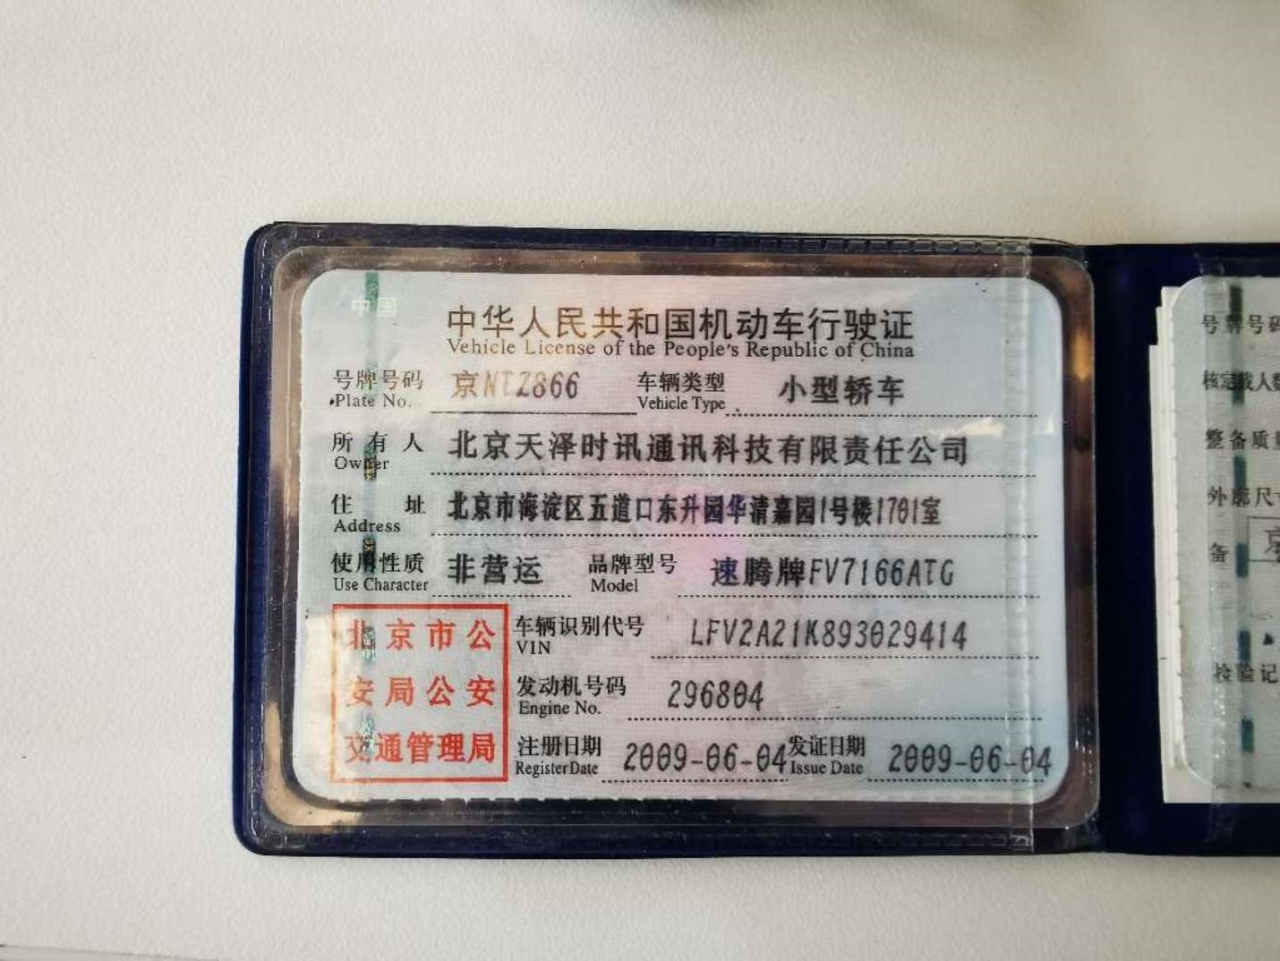 中国
中华人民共和国机动车行驶证
Vehicle License of the People's Republic of China
号牌号码 京NTZ866 车辆类型 小型轿车
Plate No. Vehicle Type
所有人 北京天泽时讯通讯科技有限责任公司
Owner
住址 北京市海淀区五道口东升园华清嘉园1号楼1701室
Address
使用性质 非营运 品牌型号 速腾牌FV7166ATG
Use Character Model
北京市公
安局公安
交通管理局
车辆识别代号 LFV2A21K893029414
VIN
发动机号码 296804
Engine No.
注册日期 2009-06-04 发证日期 2009-06-04
Register Date Issue Date
号牌号码
核定载人数
整备质量
外廓尺寸
备
京
检验记